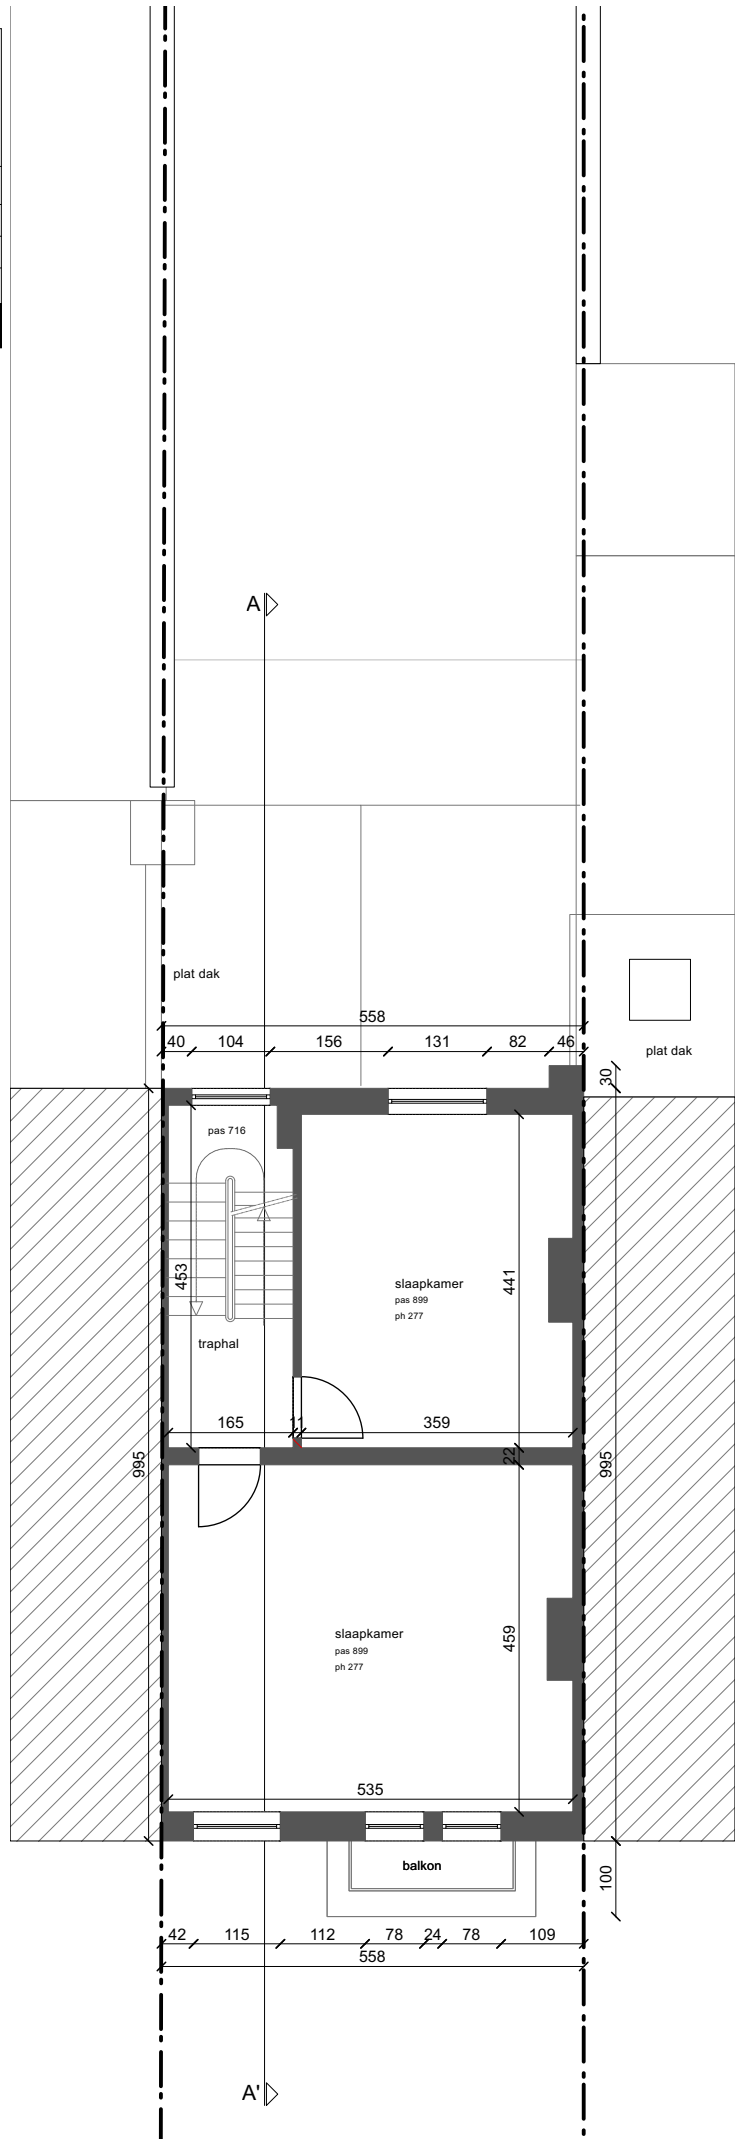 A
plat dak
558
40 104 156 131 82 46
plat dak
30
pas 716
453
slaapkamer
pas 899
ph 277
441
traphal
165 11 359
995
22
995
slaapkamer
pas 899
ph 277
459
535
balkon
100
42 115 112 78 24 78 109
558
A'